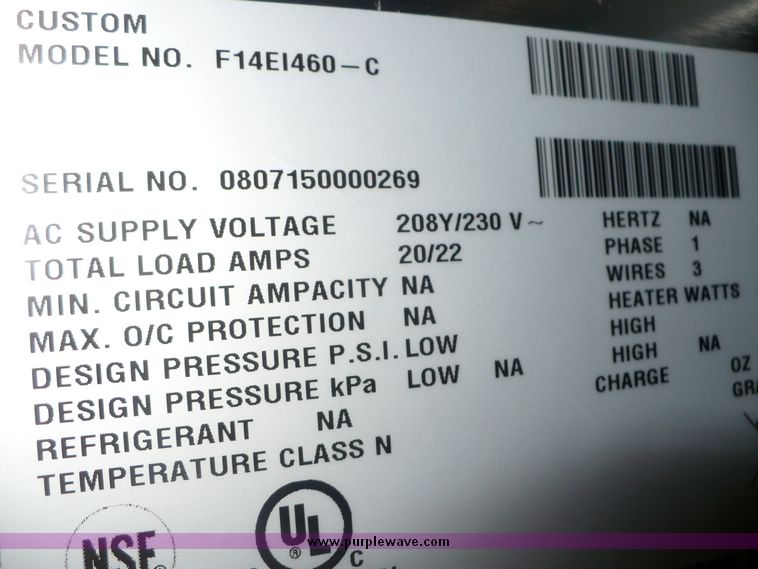 CUSTOM
MODEL NO. F14EI460-C
SERIAL NO. 0807150000269
AC SUPPLY VOLTAGE 208Y/230 V~ HERTZ NA
TOTAL LOAD AMPS 20/22 PHASE 1
MIN. CIRCUIT AMPACITY NA WIRES 3
MAX. O/C PROTECTION NA HEATER WATTS
DESIGN PRESSURE P.S.I. LOW HIGH
DESIGN PRESSURE kPa LOW NA HIGH NA
REFRIGERANT NA CHARGE OZ
TEMPERATURE CLASS N GRA
NSF ® UL ® C
www.purplewave.com